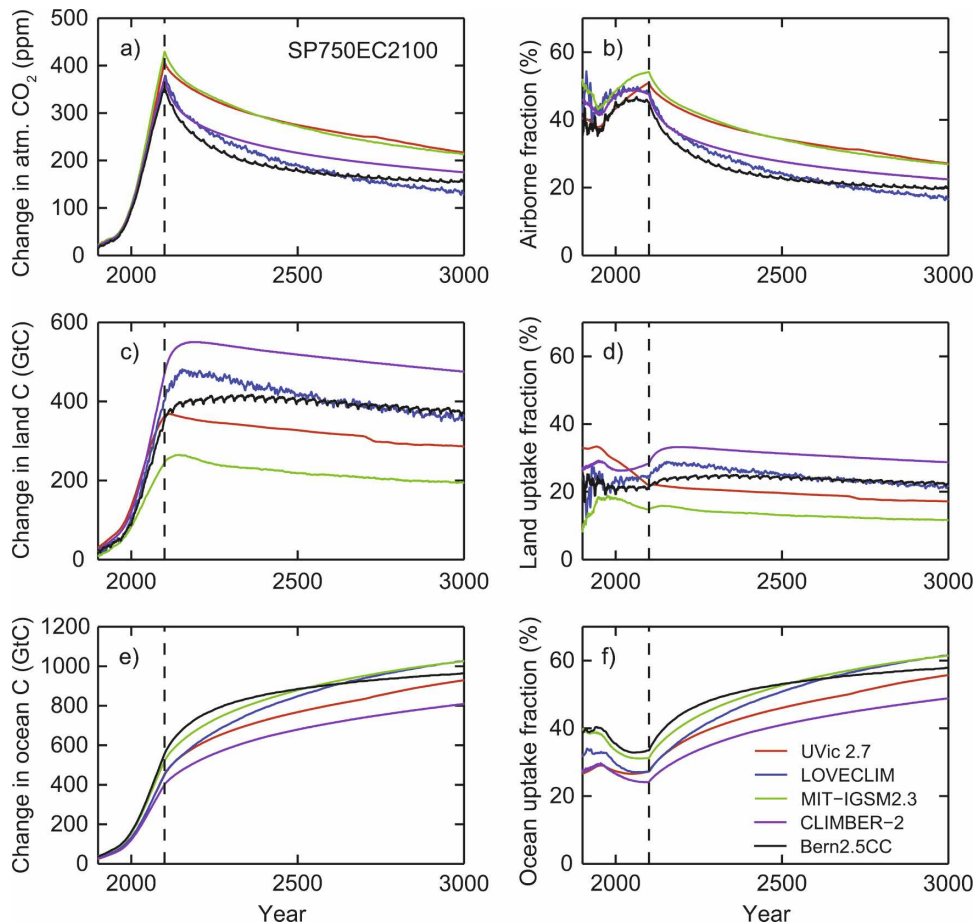 a)
SP750EC2100
Change in atm. CO2 (ppm)
500
400
300
200
100
0
2000
2500
3000
b)
Airborne fraction (%)
60
40
20
0
2000
2500
3000
c)
Change in land C (GtC)
600
400
200
0
2000
2500
3000
d)
Land uptake fraction (%)
60
40
20
0
2000
2500
3000
e)
Change in ocean C (GtC)
1200
1000
800
600
400
200
0
2000
2500
3000
Year
f)
Ocean uptake fraction (%)
60
40
20
0
2000
2500
3000
Year
UVic 2.7
LOVECLIM
MIT−IGSM2.3
CLIMBER−2
Bern2.5CC